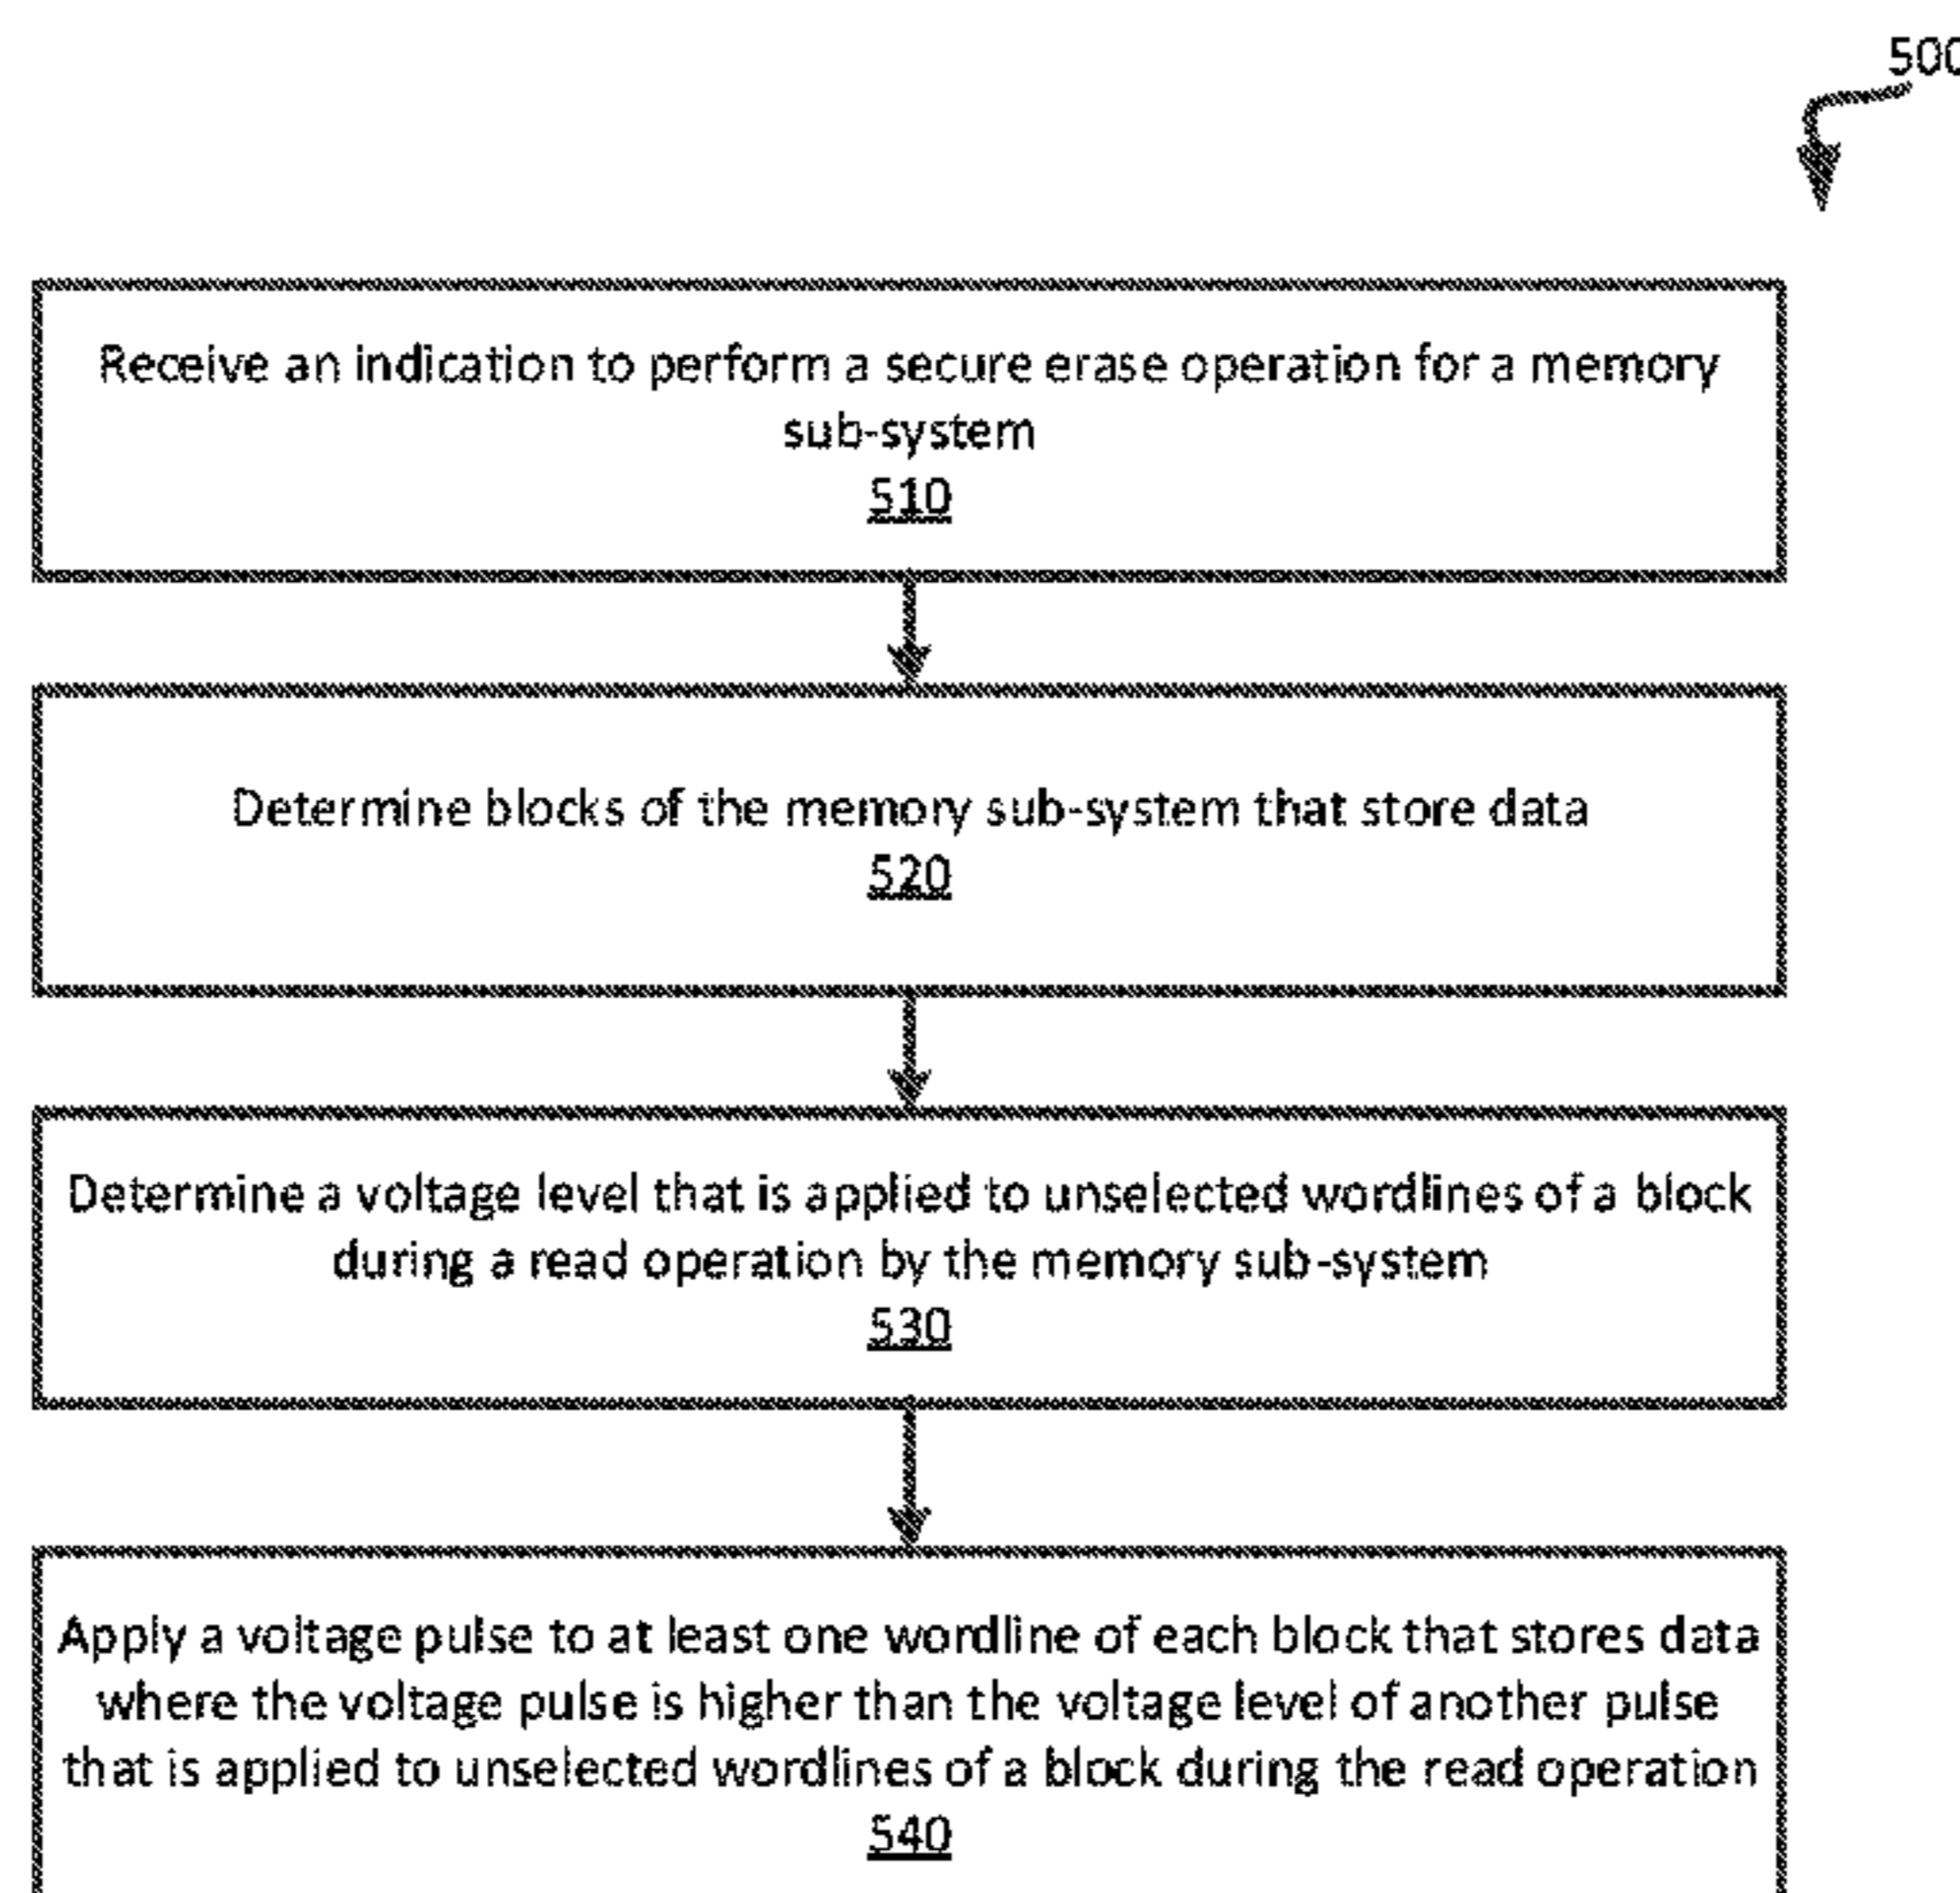 500
Receive an indication to perform a secure erase operation for a memory
sub-system
510
Determine blocks of the memory sub-system that store data
520
Determine a voltage level that is applied to unselected wordlines of a block
during a read operation by the memory sub-system
530
Apply a voltage pulse to at least one wordline of each block that stores data
where the voltage pulse is higher than the voltage level of another pulse
that is applied to unselected wordlines of a block during the read operation
540